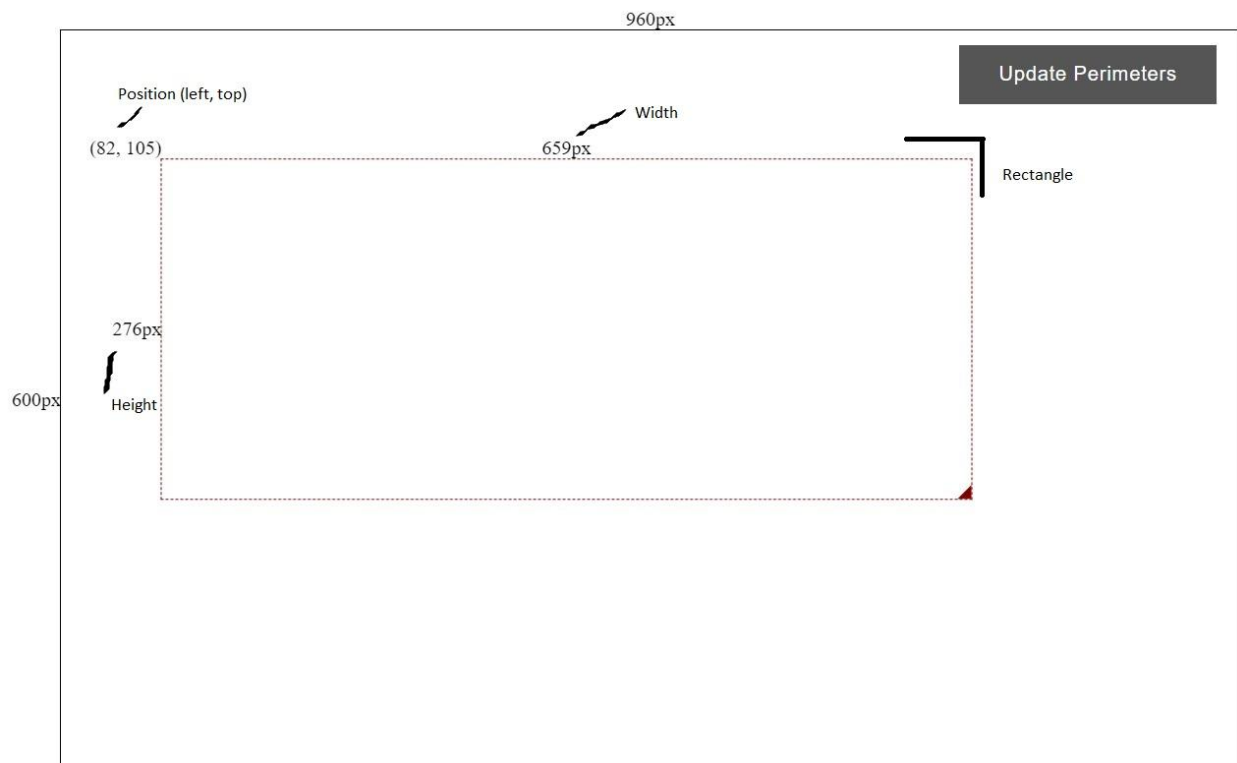 960px
Update Perimeters
Position (left, top)
Width
(82, 105)
659px
Rectangle
276px
600px
Height